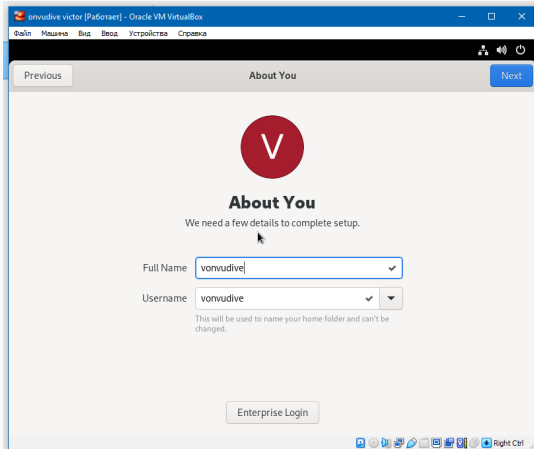 onvudive victor [Работает] - Oracle VM VirtualBox
Файл Машина Вид Ввод Устройства Справка
Previous About You Next
V
About You
We need a few details to complete setup.
Full Name vonvudive
Username vonvudive
This will be used to name your home folder and can't be
changed.
Enterprise Login
Right Ctrl